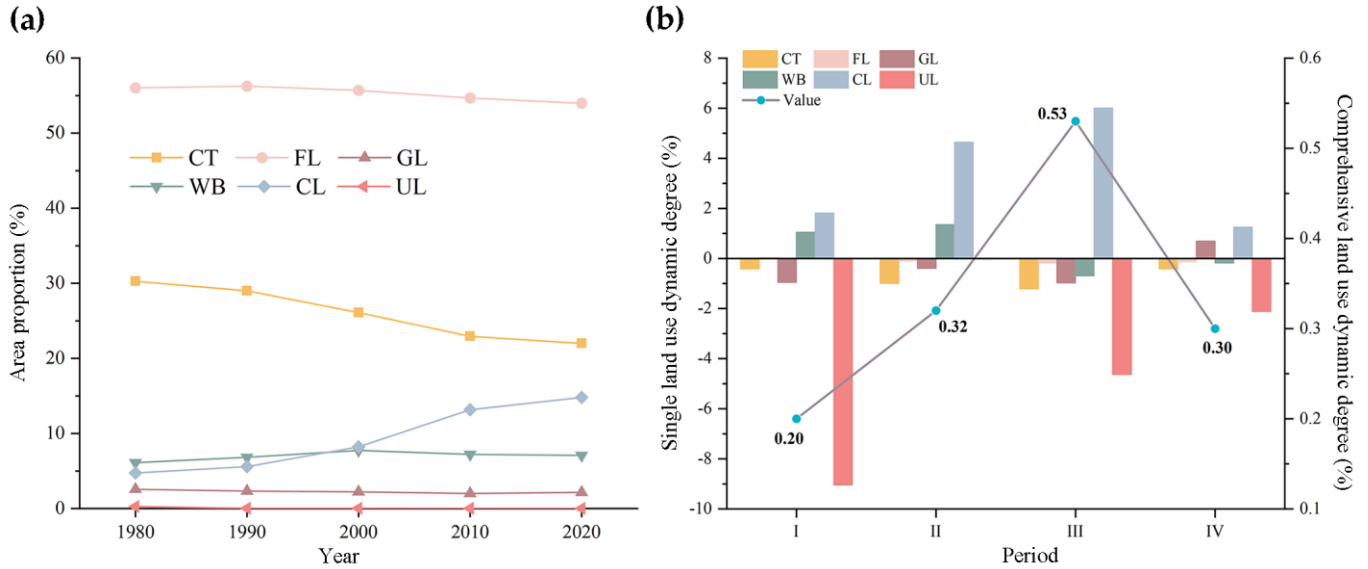 (a)
Area proportion (%)
60
50
40
30
20
10
0
CT FL GL
WB CL UL
1980 1990 2000 2010 2020
Year
(b)
Single land use dynamic degree (%)
8
6
4
2
0
-2
-4
-6
-8
-10
CT FL GL
WB CL UL
Value
0.20
0.32
0.53
0.30
I II III IV
Period
0.6
0.5
0.4
0.3
0.2
0.1
Comprehensive land use dynamic degree (%)